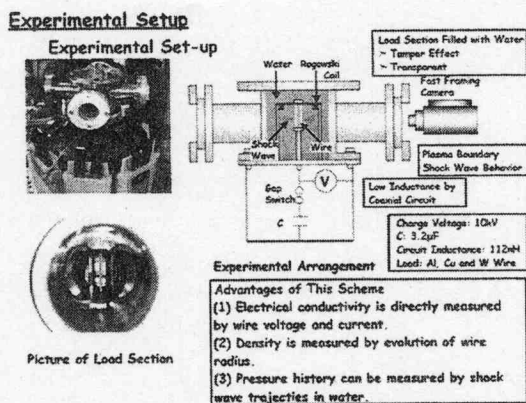 Experimental Setup
Experimental Set-up
Load Section Filled with Water
➢ Tamper Effect
➢ Transparent
Water
Rogowski
Coil
Fast Framing
Camera
Shock
Wave
Wire
Plasma Boundary
Shock Wave Behavior
V
Gap
Switch
Low Inductance by
Coaxial Circuit
C
Charge Voltage: 10kV
C: 3.2μF
Circuit Inductance: 112nH
Load: Al, Cu and W Wire
Experimental Arrangement
Picture of Load Section
Advantages of This Scheme
(1) Electrical conductivity is directly measured
by wire voltage and current.
(2) Density is measured by evolution of wire
radius.
(3) Pressure history can be measured by shock
wave trajecties in water.